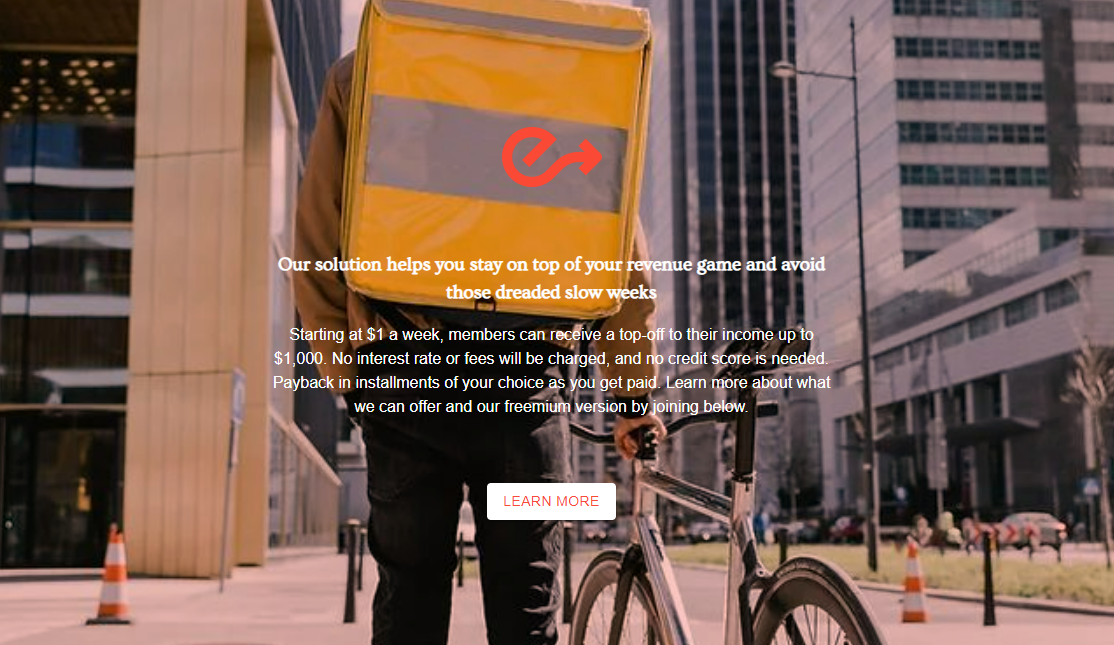 Our solution helps you stay on top of your revenue game and avoid
those dreaded slow weeks
Starting at $1 a week, members can receive a top-off to their income up to
$1,000. No interest rate or fees will be charged, and no credit score is needed.
Payback in installments of your choice as you get paid. Learn more about what
we can offer and our freemium version by joining below.
LEARN MORE